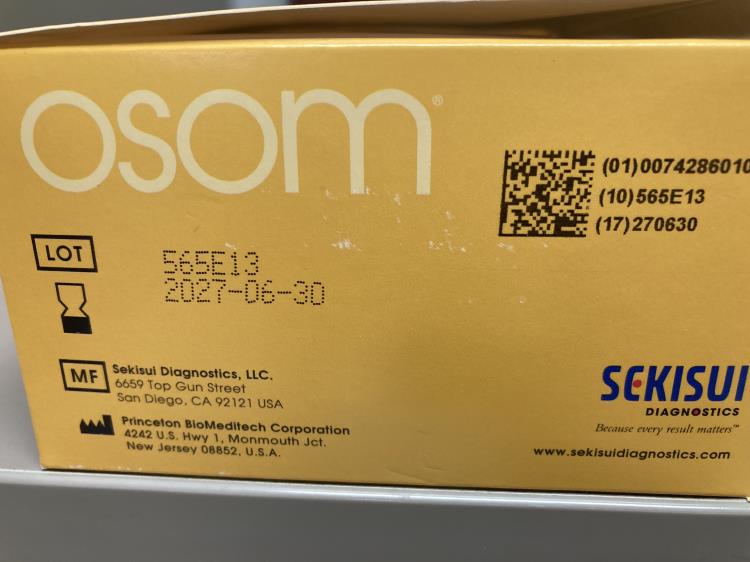 osom®
(01)0074286010
(10)565E13
(17)270630
LOT
565E13
2027-06-30
MF
Sekisui Diagnostics, LLC.
6659 Top Gun Street
San Diego, CA 92121 USA
Princeton BioMeditech Corporation
4242 U.S. Hwy 1, Monmouth Jct.
New Jersey 08852, U.S.A.
SEKISUI
DIAGNOSTICS
Because every result matters™
www.sekisuidiagnostics.com